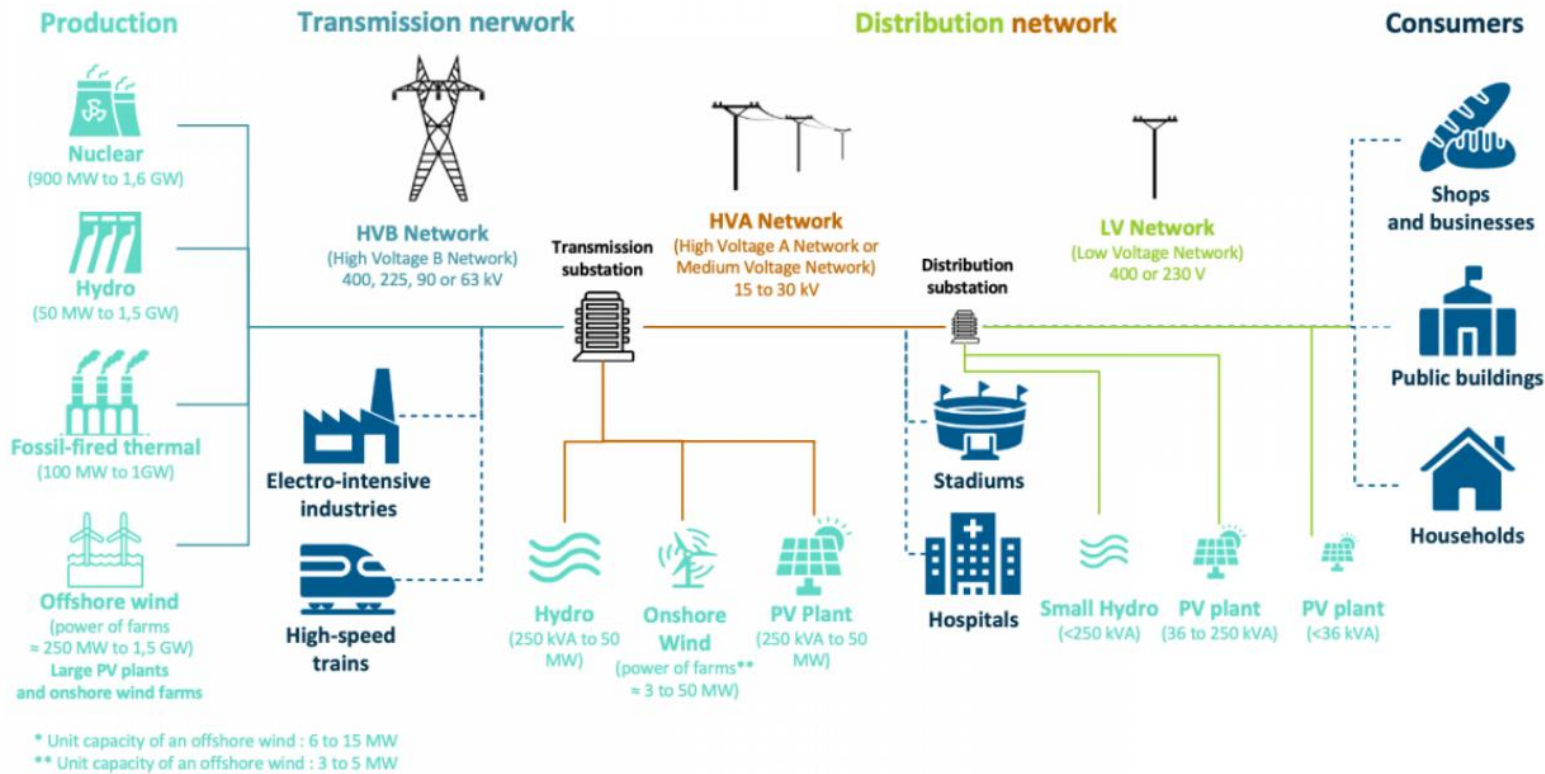 Production
Transmission nerwork
Distribution network
Consumers
Nuclear
(900 MW to 1,6 GW)
Hydro
(50 MW to 1,5 GW)
Fossil-fired thermal
(100 MW to 1GW)
Offshore wind
(power of farms
≈ 250 MW to 1,5 GW)
Large PV plants
and onshore wind farms
HVB Network
(High Voltage B Network)
400, 225, 90 or 63 kV
Electro-intensive
industries
High-speed
trains
Transmission
substation
HVA Network
(High Voltage A Network or
Medium Voltage Network)
15 to 30 kV
Hydro
(250 kVA to 50
MW)
Onshore
Wind
(power of farms**
≈ 3 to 50 MW)
PV Plant
(250 kVA to 50
MW)
Distribution
substation
Stadiums
Hospitals
LV Network
(Low Voltage Network)
400 or 230 V
Small Hydro
(<250 kVA)
PV plant
(36 to 250 kVA)
PV plant
(<36 kVA)
Shops
and businesses
Public buildings
Households
* Unit capacity of an offshore wind : 6 to 15 MW
** Unit capacity of an offshore wind : 3 to 5 MW